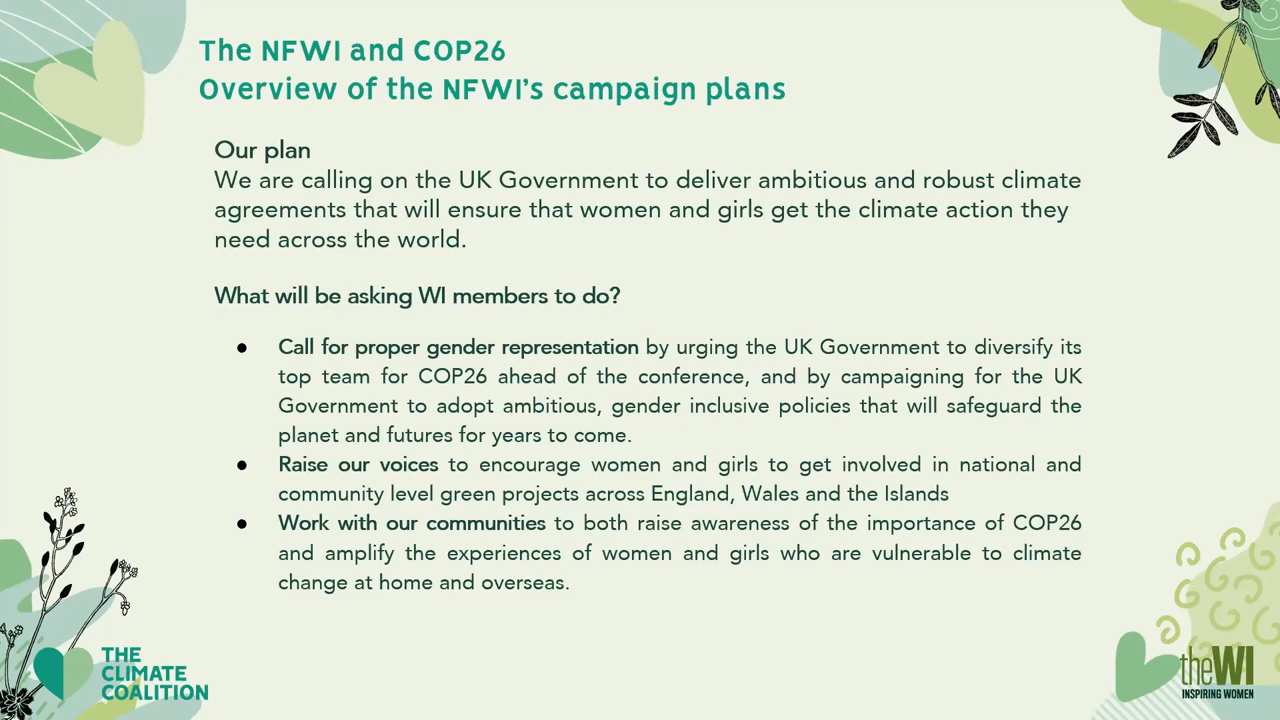 The NFWI and COP26
Overview of the NFWI's campaign plans
Our plan
We are calling on the UK Government to deliver ambitious and robust climate
agreements that will ensure that women and girls get the climate action they
need across the world.
What will be asking WI members to do?
● Call for proper gender representation by urging the UK Government to diversify its
top team for COP26 ahead of the conference, and by campaigning for the UK
Government to adopt ambitious, gender inclusive policies that will safeguard the
planet and futures for years to come.
● Raise our voices to encourage women and girls to get involved in national and
community level green projects across England, Wales and the Islands
● Work with our communities to both raise awareness of the importance of COP26
and amplify the experiences of women and girls who are vulnerable to climate
change at home and overseas.
THE
CLIMATE
COALITION
theWI
INSPIRING WOMEN